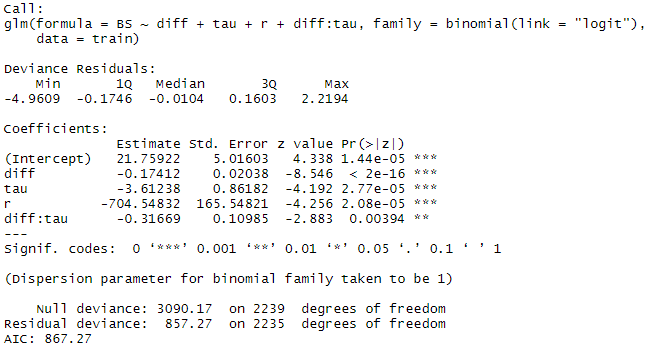 Call:
glm(formula = BS ~ diff + tau + r + diff:tau, family = binomial(link = "logit"),
    data = train)
Deviance Residuals:
    Min       1Q   Median       3Q      Max
-4.9609  -0.1746  -0.0104   0.1603   2.2194
Coefficients:
              Estimate Std. Error z value Pr(>|z|)
(Intercept)   21.75922    5.01603   4.338 1.44e-05 ***
diff          -0.17412    0.02038  -8.546  < 2e-16 ***
tau           -3.61238    0.86182  -4.192 2.77e-05 ***
r           -704.54832  165.54821  -4.256 2.08e-05 ***
diff:tau      -0.31669    0.10985  -2.883  0.00394 **
---
Signif. codes:  0 ‘***’ 0.001 ‘**’ 0.01 ‘*’ 0.05 ‘.’ 0.1 ‘ ’ 1
(Dispersion parameter for binomial family taken to be 1)
    Null deviance: 3090.17  on 2239  degrees of freedom
Residual deviance:  857.27  on 2235  degrees of freedom
AIC: 867.27